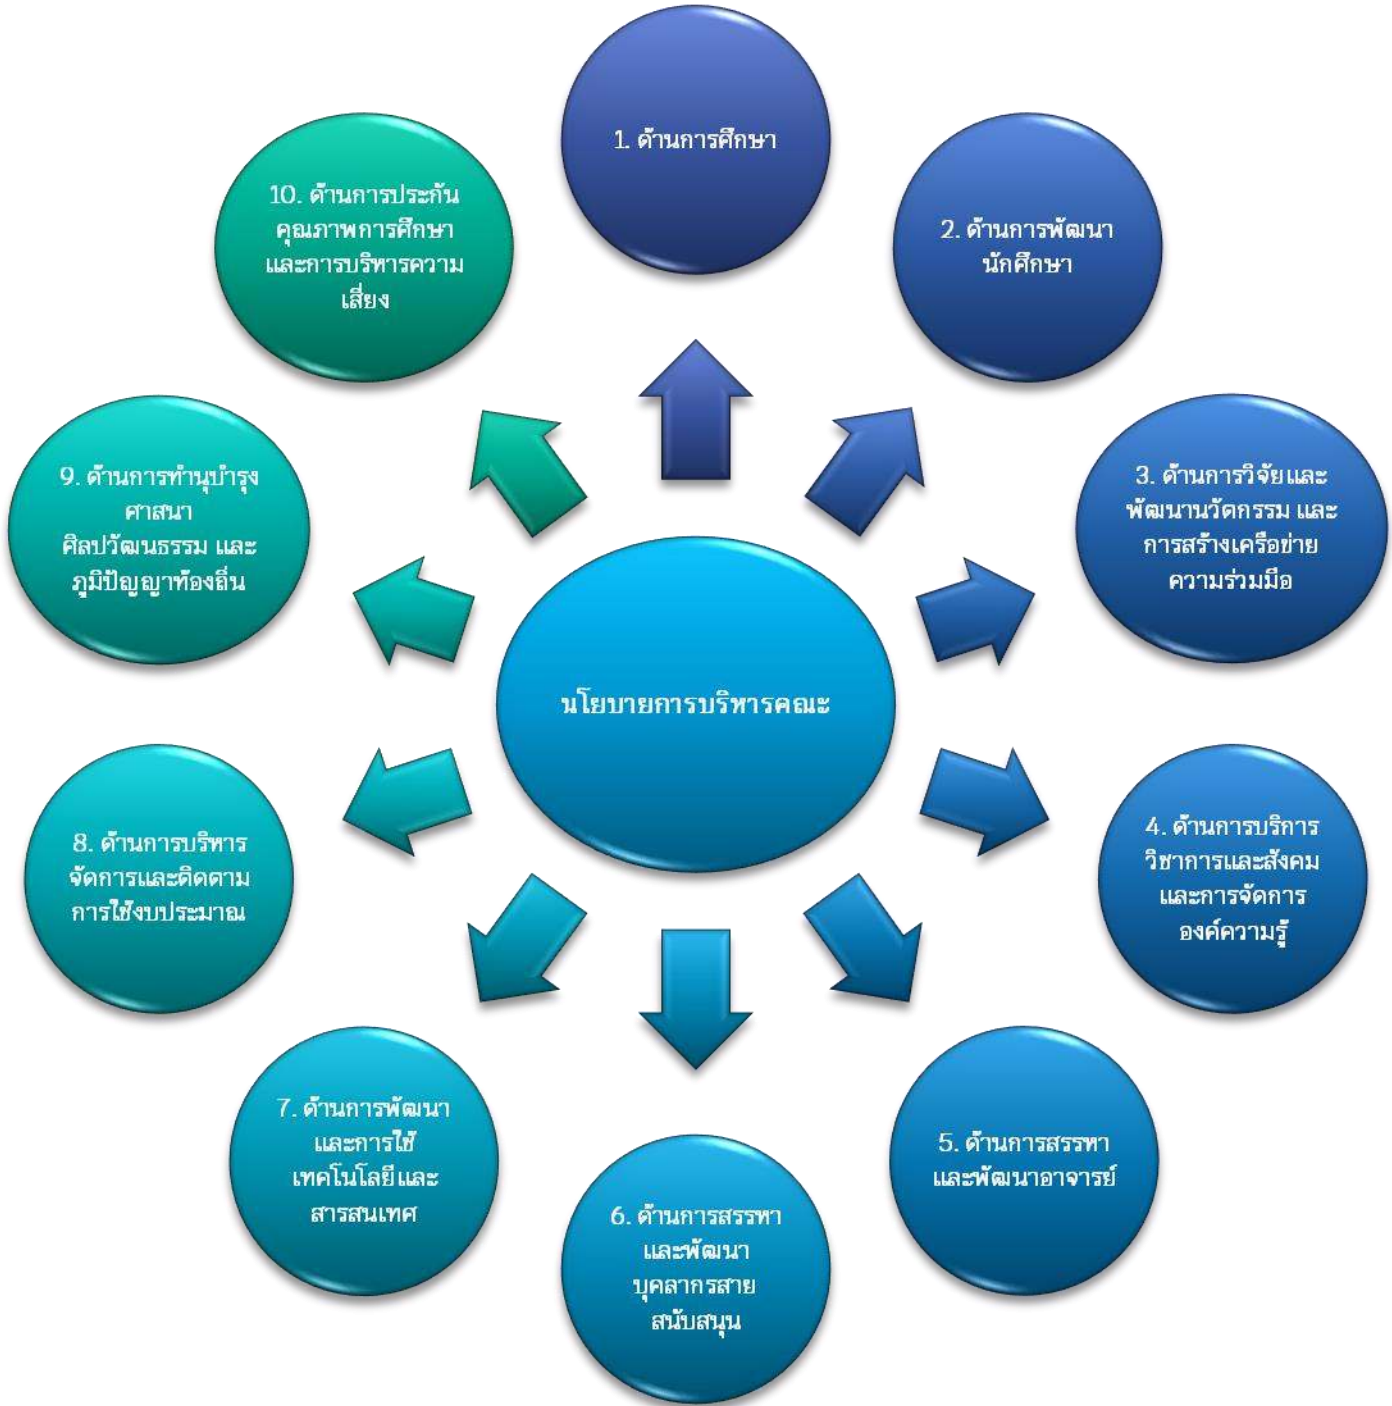 1. ด้านการศึกษา
2. ด้านการพัฒนา
นักศึกษา
3. ด้านการวิจัยและ
พัฒนานวัตกรรม และ
การสร้างเครือข่าย
ความร่วมมือ
4. ด้านการบริการ
วิชาการและสังคม
และการจัดการ
องค์ความรู้
5. ด้านการสรรหา
และพัฒนาอาจารย์
6. ด้านการสรรหา
และพัฒนา
บุคลากรสาย
สนับสนุน
7. ด้านการพัฒนา
และการใช้
เทคโนโลยีและ
สารสนเทศ
8. ด้านการบริหาร
จัดการและติดตาม
การใช้งบประมาณ
9. ด้านการทำนุบำรุง
ศาสนา
ศิลปวัฒนธรรม และ
ภูมิปัญญาท้องถิ่น
10. ด้านการประกัน
คุณภาพการศึกษา
และการบริหารความ
เสี่ยง
นโยบายการบริหารคณะ